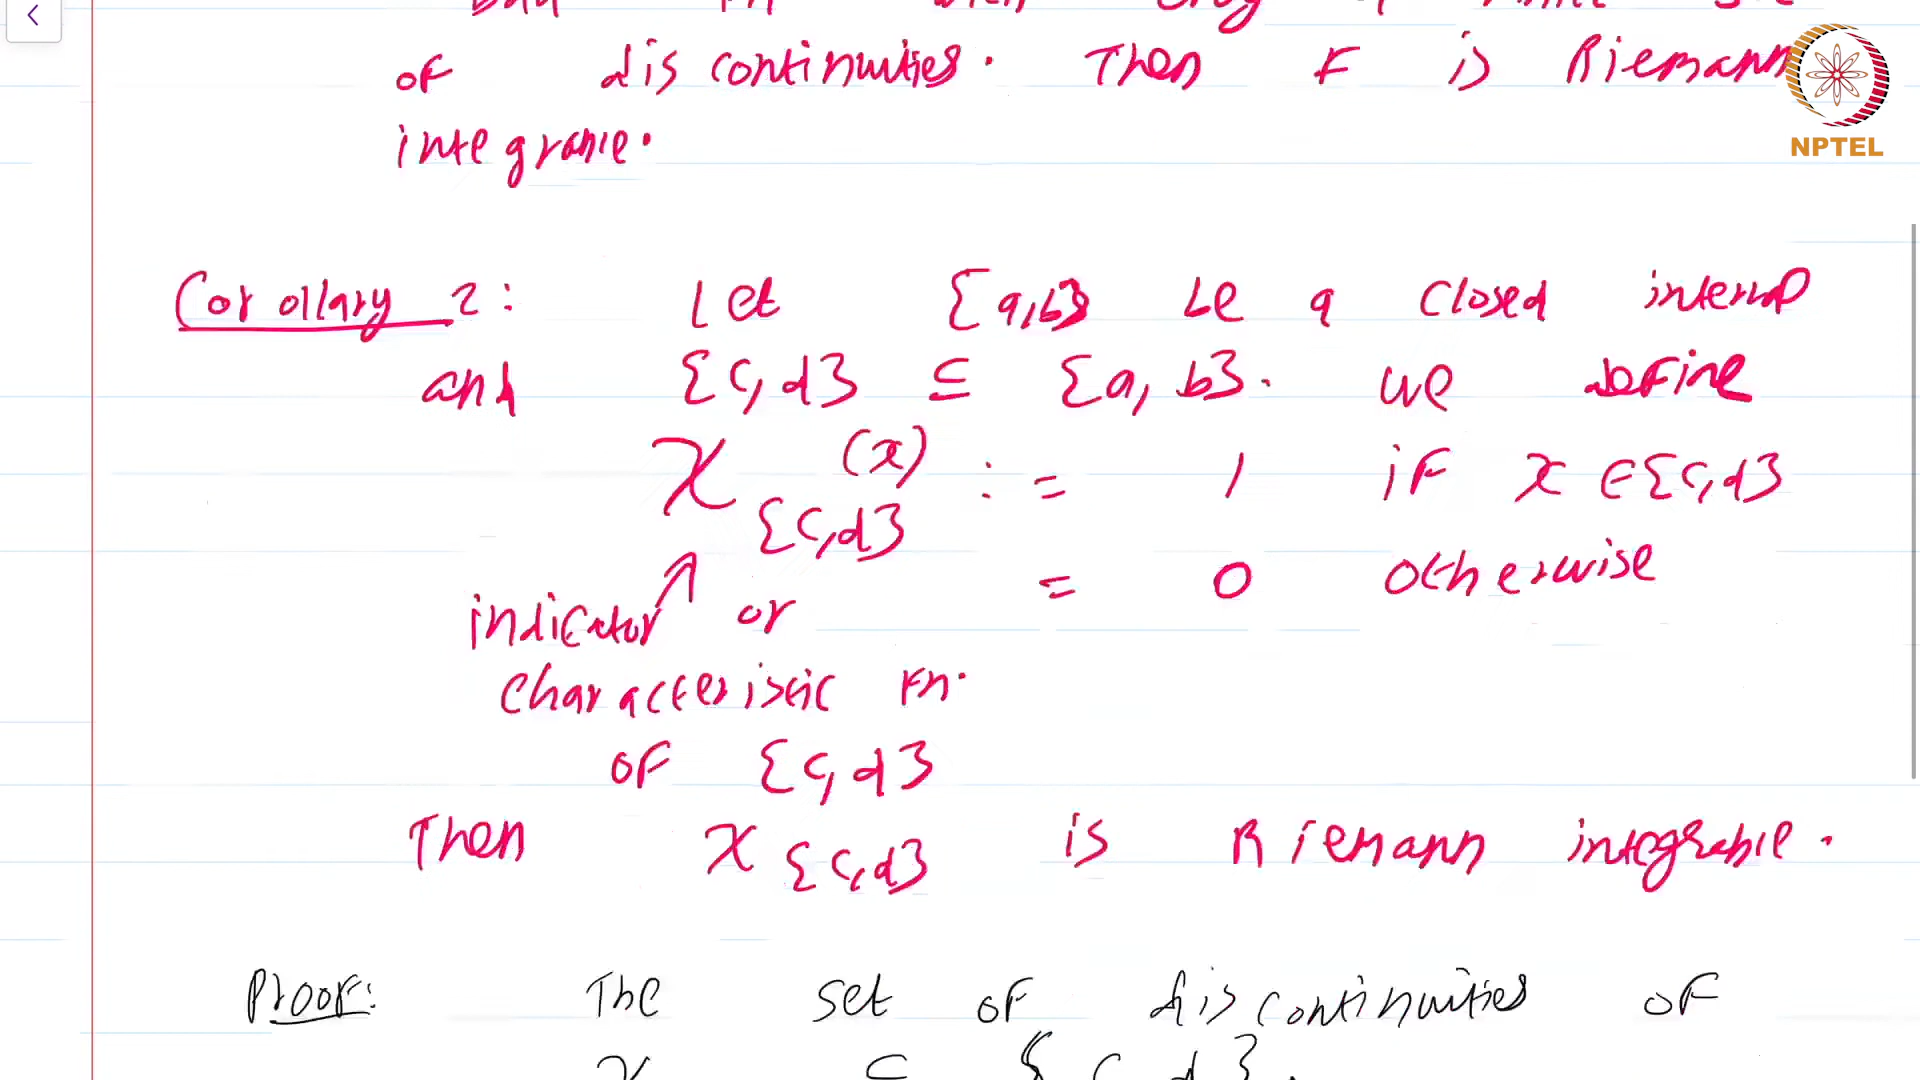 of discontinuities. Then F is Riemann
integrable.
NPTEL
Corollary 2: Let [a,b] be a closed interval
and [c,d] ⊆ [a,b]. We define
χ[c,d](x) := 1 if x ∈ [c,d]
= 0 otherwise
indicator or
characteristic fn.
of [c,d]
Then χ[c,d] is Riemann integrable.
Proof: The set of discontinuities of
χ ⊆ {c,d}.